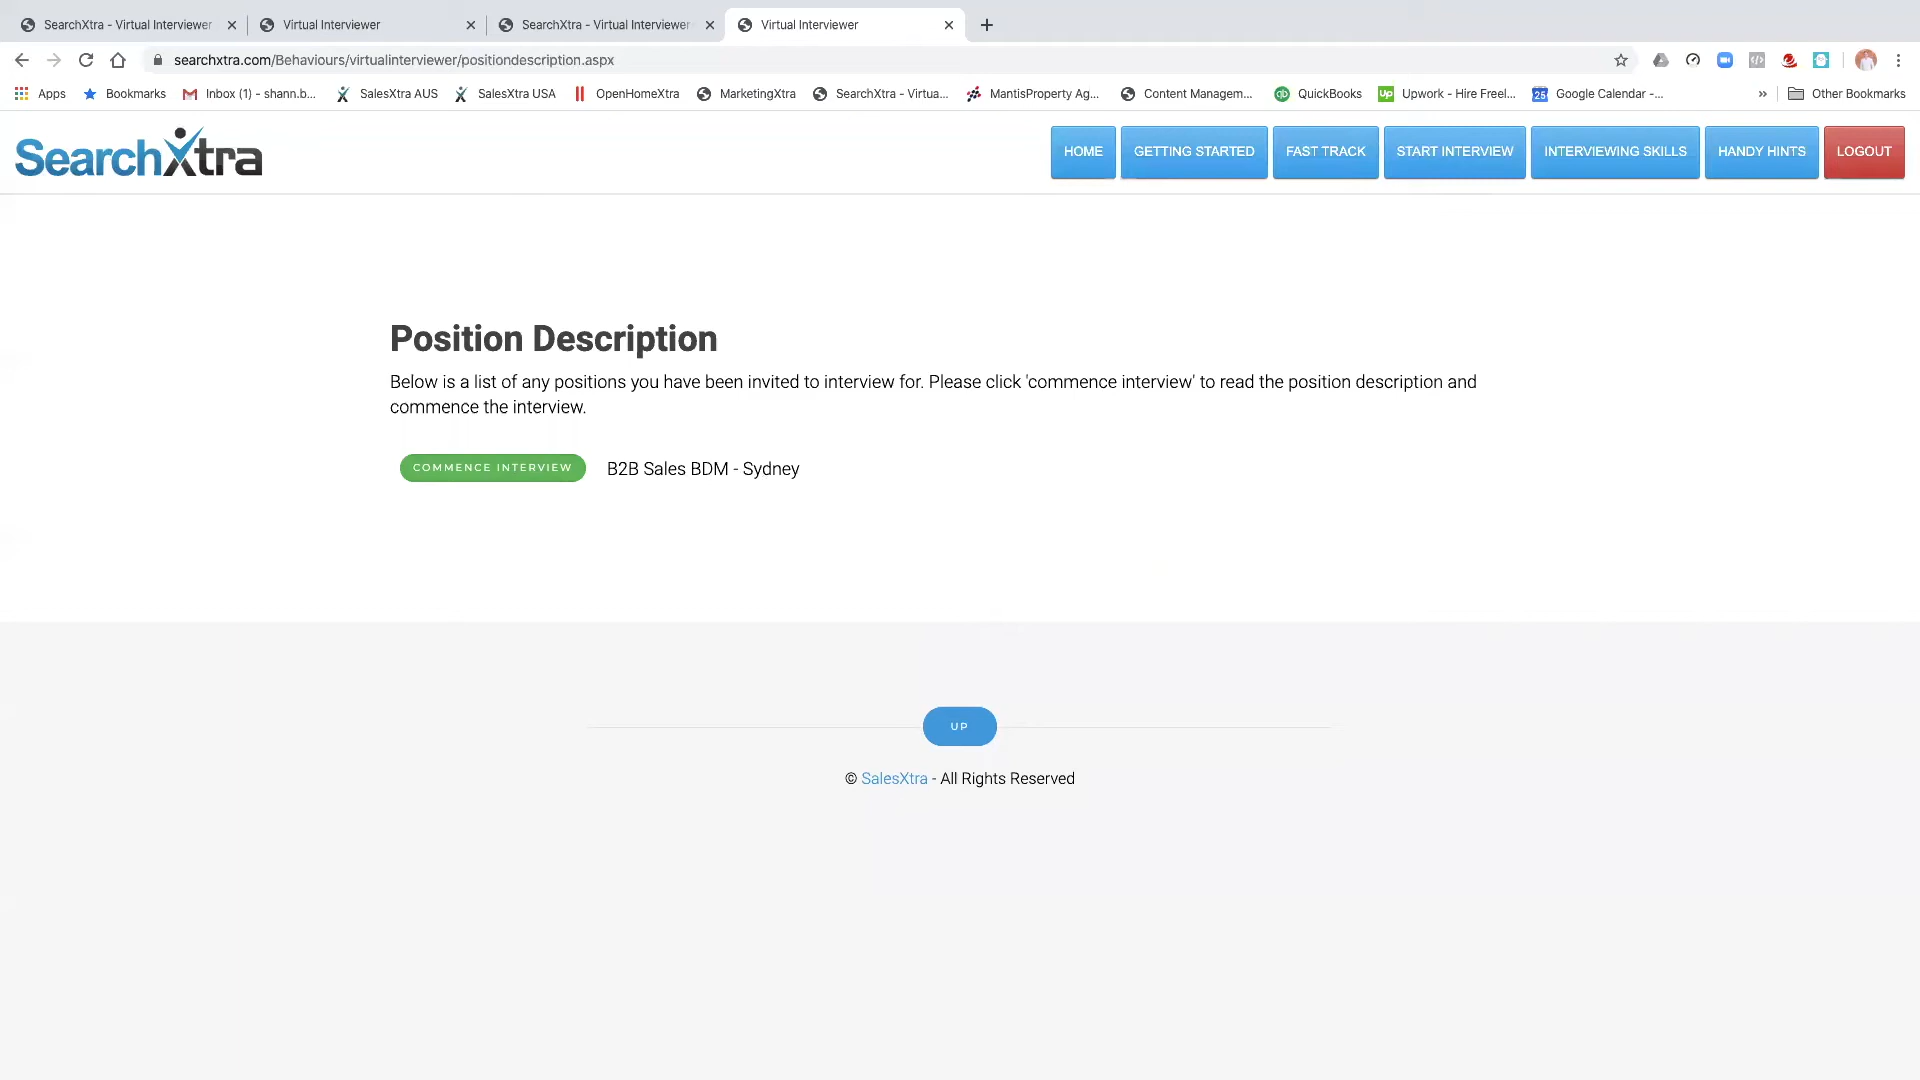 SearchXtra - Virtual Interviewer
Virtual Interviewer
SearchXtra - Virtual Interviewer
Virtual Interviewer
searchxtra.com/Behaviours/virtualinterviewer/positiondescription.aspx
Apps
Bookmarks
Inbox (1) - shann.b...
SalesXtra AUS
SalesXtra USA
OpenHomeXtra
MarketingXtra
SearchXtra - Virtua...
MantisProperty Ag...
Content Managem...
qb
QuickBooks
Up
Upwork - Hire Freel...
25
Google Calendar -...
»
Other Bookmarks
SearchXtra
HOME
GETTING STARTED
FAST TRACK
START INTERVIEW
INTERVIEWING SKILLS
HANDY HINTS
LOGOUT
Position Description
Below is a list of any positions you have been invited to interview for. Please click 'commence interview' to read the position description and
commence the interview.
COMMENCE INTERVIEW
B2B Sales BDM - Sydney
UP
© SalesXtra - All Rights Reserved